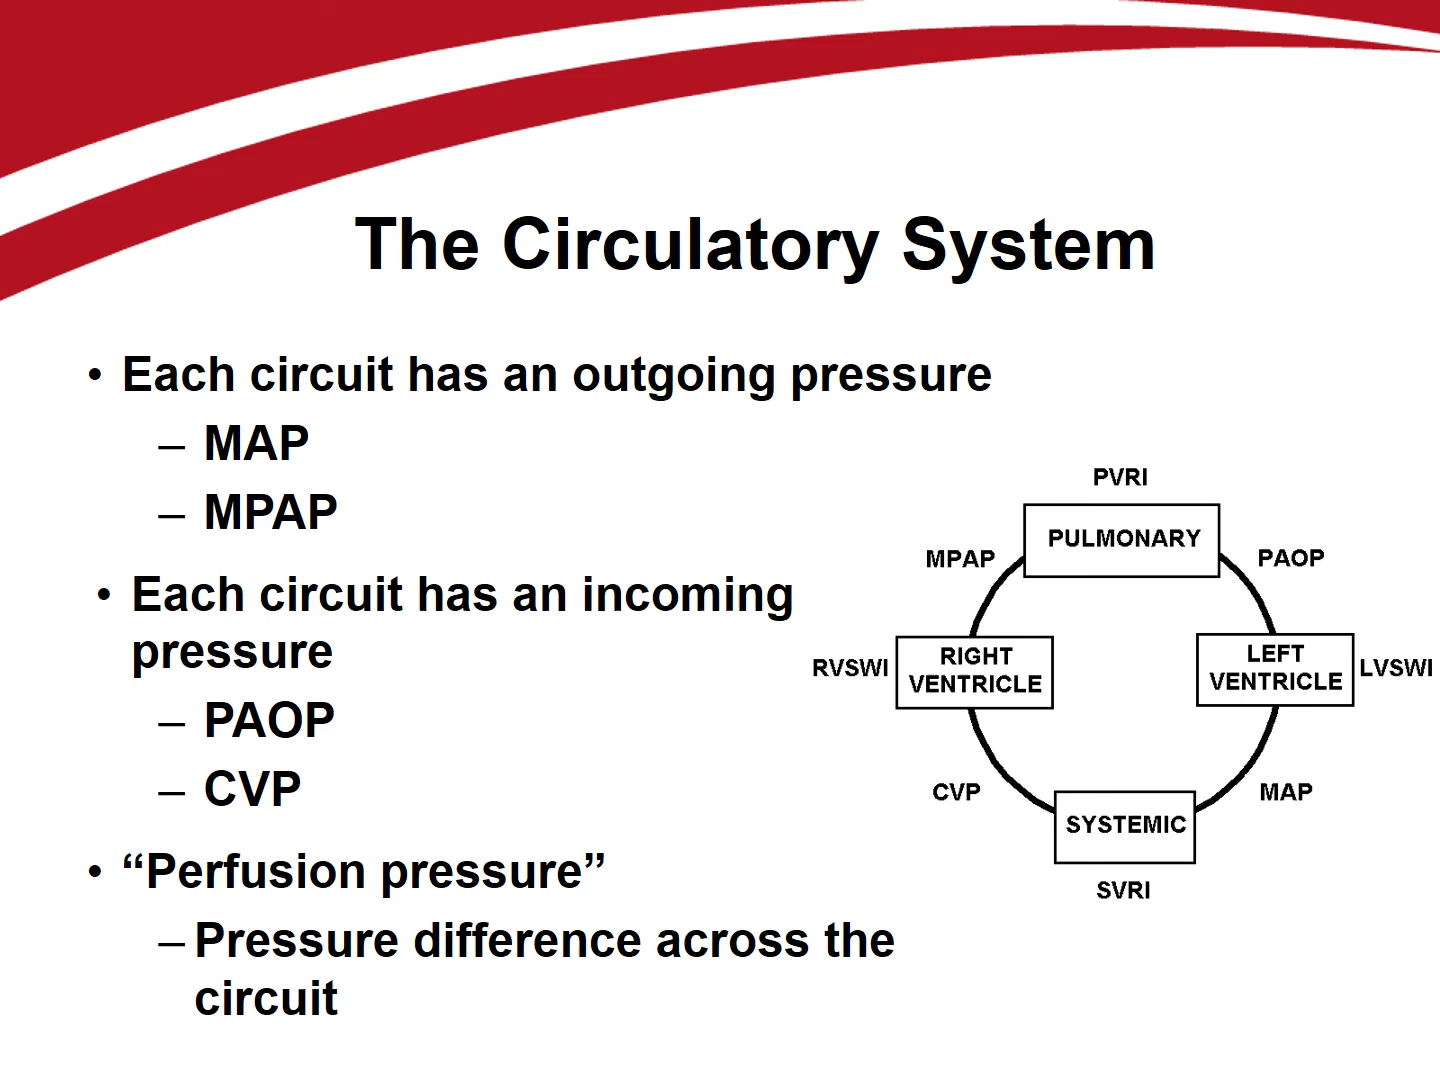 The Circulatory System
• Each circuit has an outgoing pressure
– MAP
– MPAP
• Each circuit has an incoming
pressure
– PAOP
– CVP
• “Perfusion pressure”
– Pressure difference across the
circuit
PVRI
PULMONARY
MPAP
PAOP
RVSWI
RIGHT
VENTRICLE
LEFT
VENTRICLE
LVSWI
CVP
MAP
SYSTEMIC
SVRI